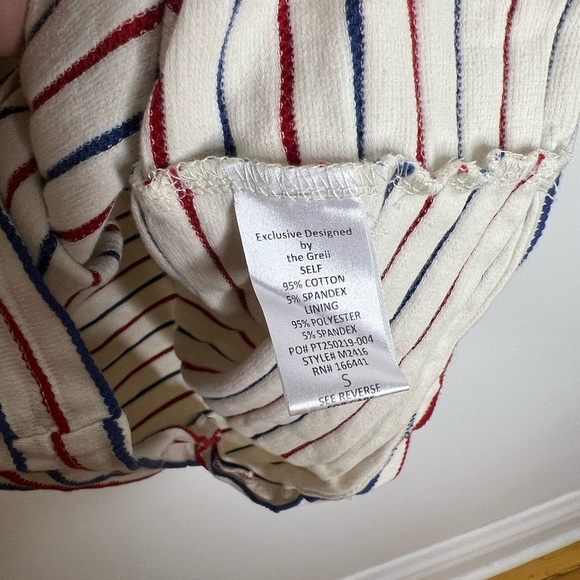 Exclusive Designed
by
the Greii
SELF
95% COTTON
5% SPANDEX
LINING
95% POLYESTER
5% SPANDEX
PO# PT250219-004
STYLE# M2416
RN# 166441
S
SEE REVERSE